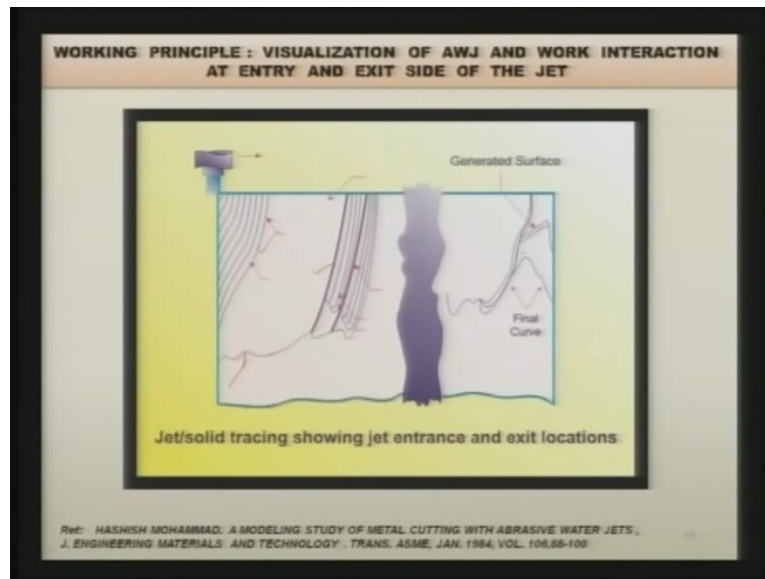 WORKING PRINCIPLE : VISUALIZATION OF AWJ AND WORK INTERACTION
AT ENTRY AND EXIT SIDE OF THE JET
Generated Surface
Final
Curve
Jet/solid tracing showing jet entrance and exit locations
Ref: HASHISH MOHAMMAD. A MODELING STUDY OF METAL CUTTING WITH ABRASIVE WATER JETS ,
J. ENGINEERING MATERIALS AND TECHNOLOGY . TRANS. ASME, JAN. 1984, VOL. 106,88-100